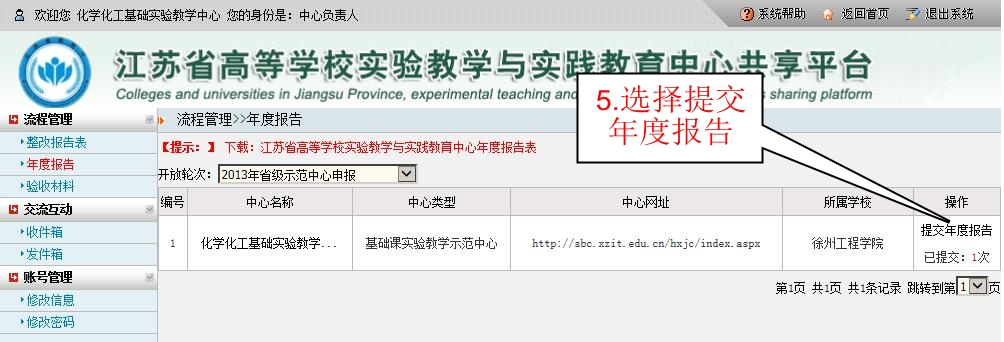 欢迎您 化学化工基础实验教学中心 您的身份是：中心负责人
系统帮助 返回首页 退出系统
江苏省高等学校实验教学与实践教育中心共享平台
Colleges and universities in Jiangsu Province, experimental teaching and
sharing platform
5.选择提交
年度报告
流程管理
整改报告表
年度报告
验收材料
交流互动
收件箱
发件箱
账号管理
修改信息
修改密码
流程管理>>年度报告
【提示：】 下载：江苏省高等学校实验教学与实践教育中心年度报告表
开放轮次： 2013年省级示范中心申报
编号 中心名称 中心类型 中心网址 所属学校 操作
1 化学化工基础实验教学... 基础课实验教学示范中心 http://sbc.xzit.edu.cn/hxjc/index.aspx 徐州工程学院 提交年度报告
已提交：1次
第1页 共1页 共1条记录 跳转到第 1 页